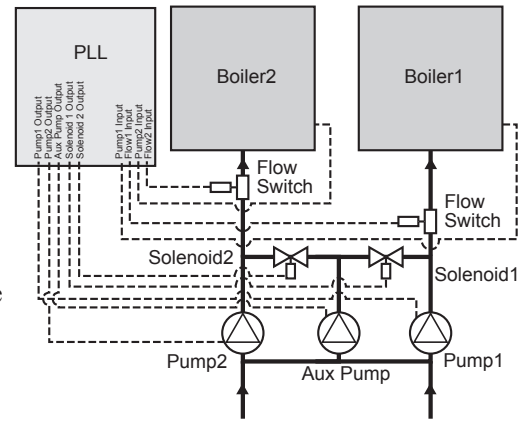 PLL
Pump1 Output
Pump2 Output
Aux Pump Output
Solenoid 1 Output
Solenoid 2 Output
Pump1 Input
Flow1 Input
Pump2 Input
Flow2 Input
Boiler2
Boiler1
Flow
Switch
Flow
Switch
Solenoid2
Solenoid1
e
Pump2
Aux Pump
Pump1